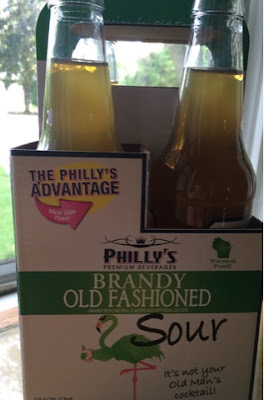 THE PHILLY'S
ADVANTAGE
PHILLY'S
PREMIUM BEVERAGES
Wisconsin
Proud!
BRANDY
OLD FASHIONED
Sour
It's not your
Old Man's
cocktail!